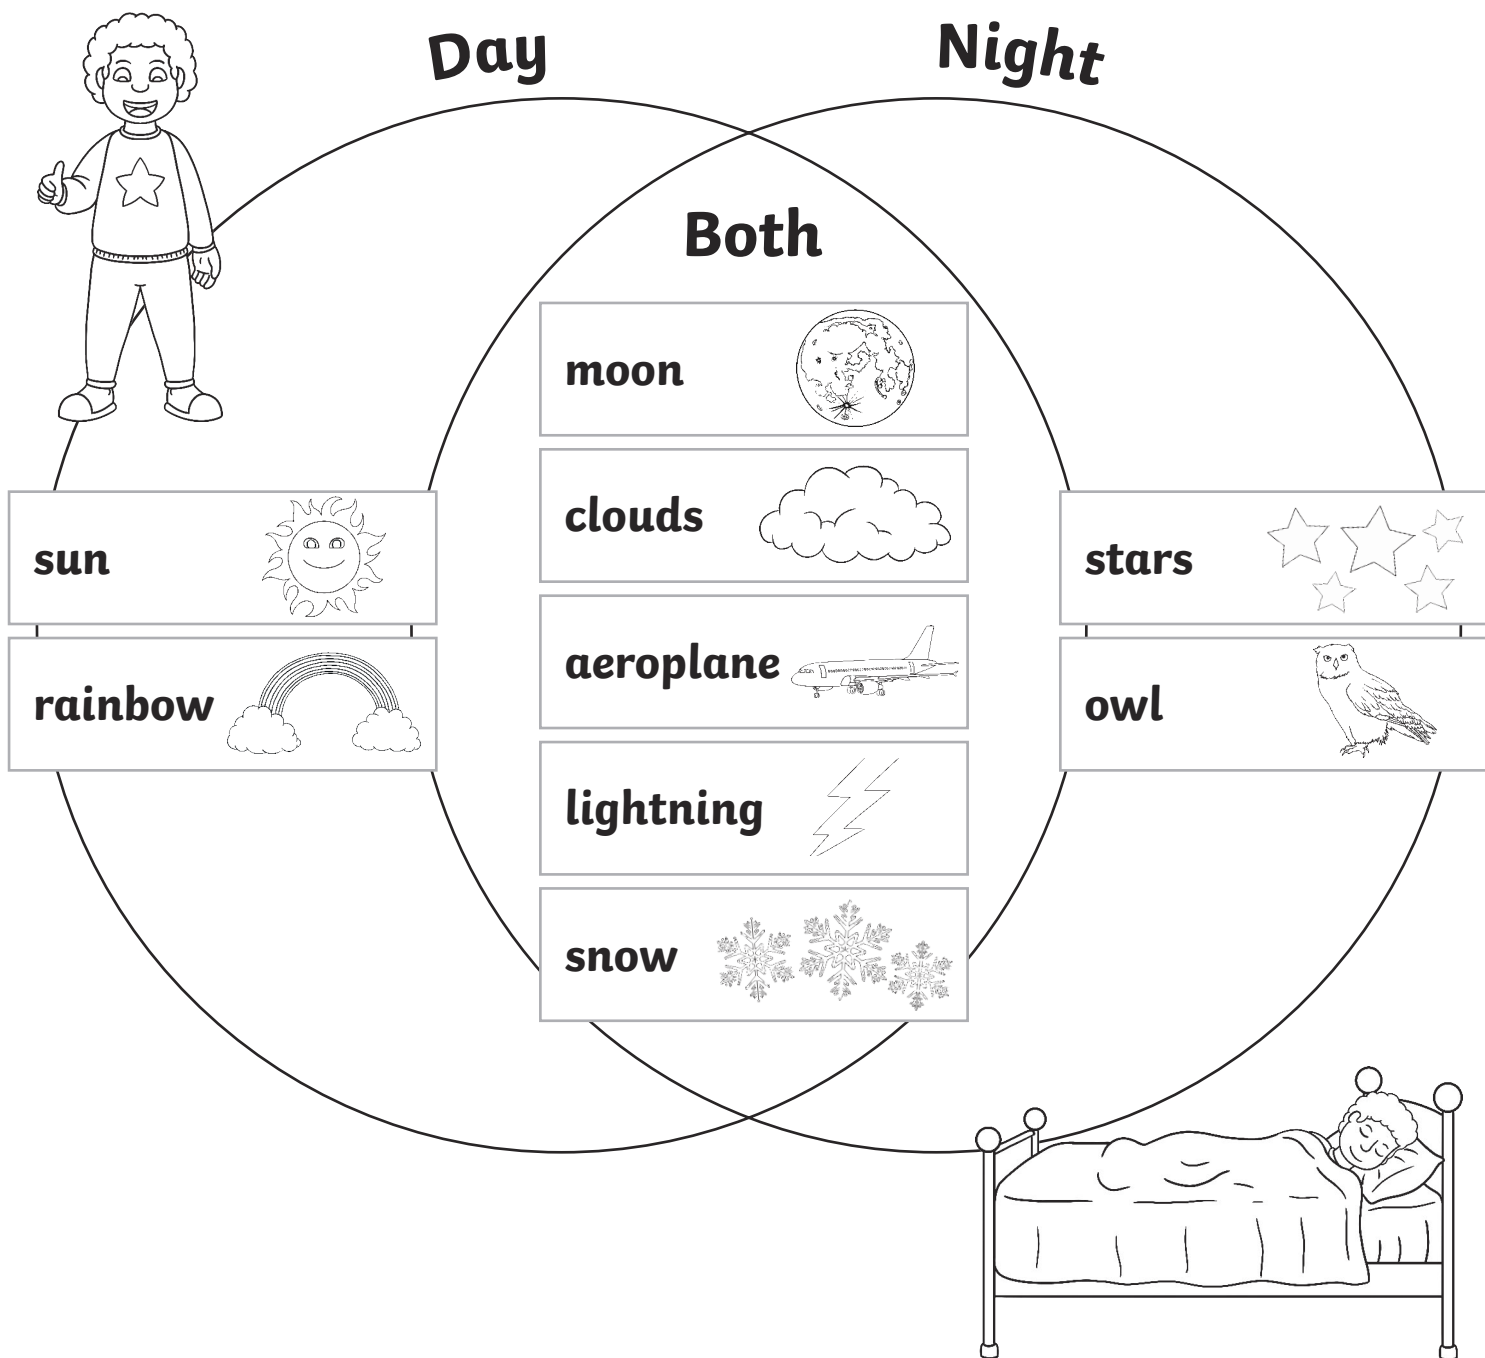 Day
Night
Both
moon
clouds
aeroplane
lightning
snow
sun
rainbow
stars
owl